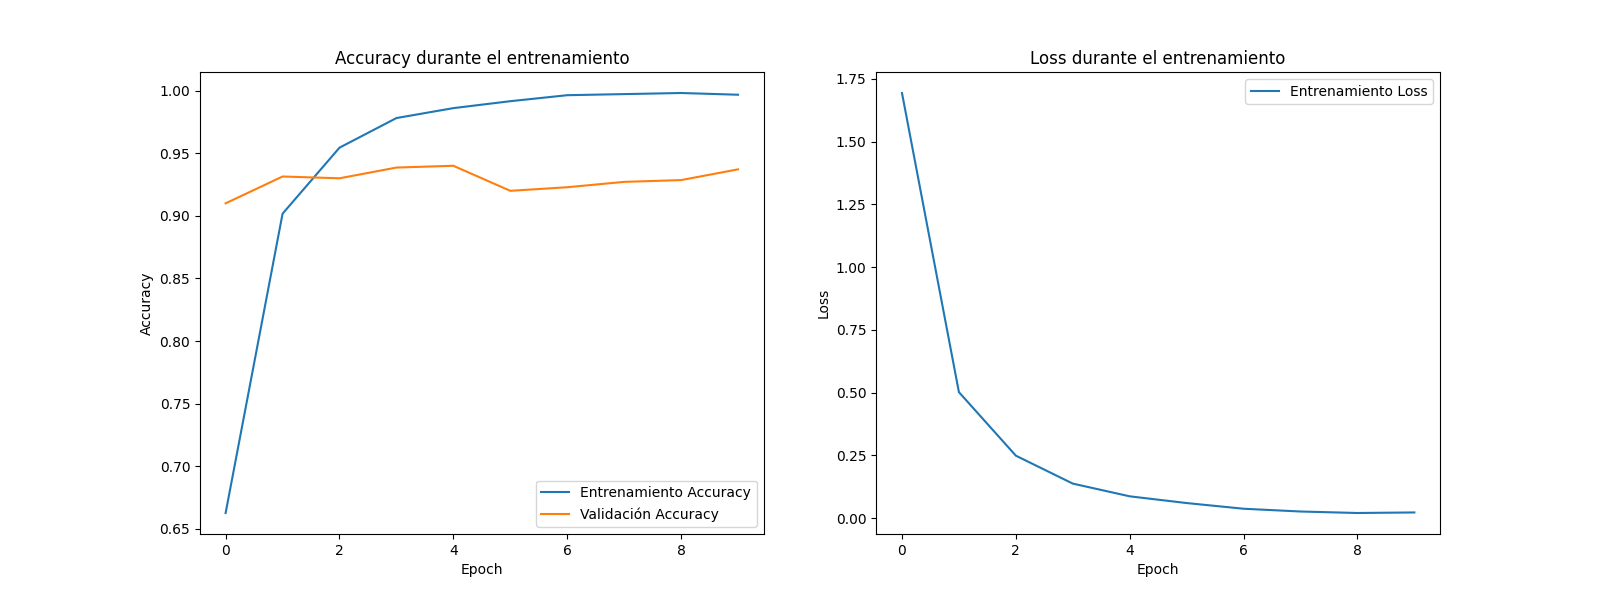 Accuracy durante el entrenamiento
1.00
0.95
0.90
0.85
0.80
0.75
0.70
0.65
Accuracy
0 2 4 6 8
Epoch
Entrenamiento Accuracy
Validación Accuracy
Loss durante el entrenamiento
1.75
1.50
1.25
1.00
0.75
0.50
0.25
0.00
Loss
0 2 4 6 8
Epoch
Entrenamiento Loss